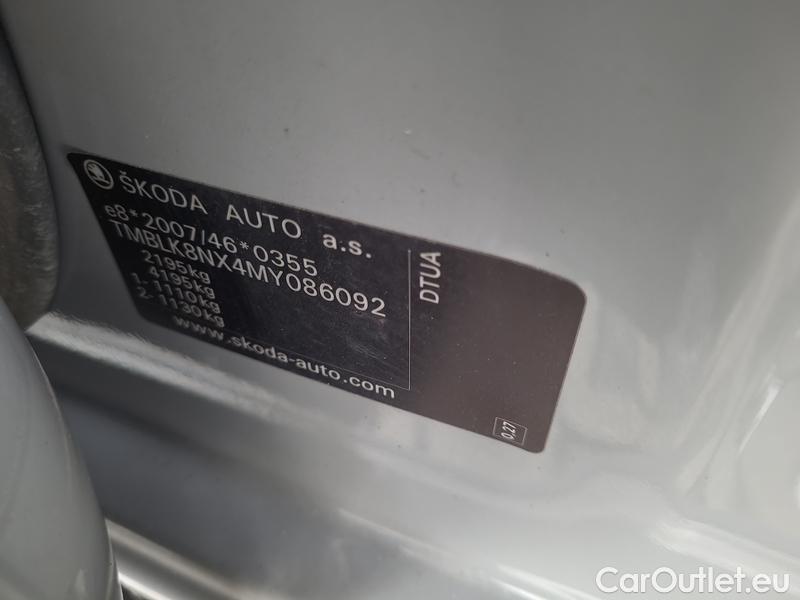 ŠKODA AUTO a.s.
e8*2007/46*0355
TMBLK8NX4MY086092
2195kg
4195kg
1- 1110kg
2- 1130kg
www.skoda-auto.com
DTUA
0.27
CarOutlet.eu